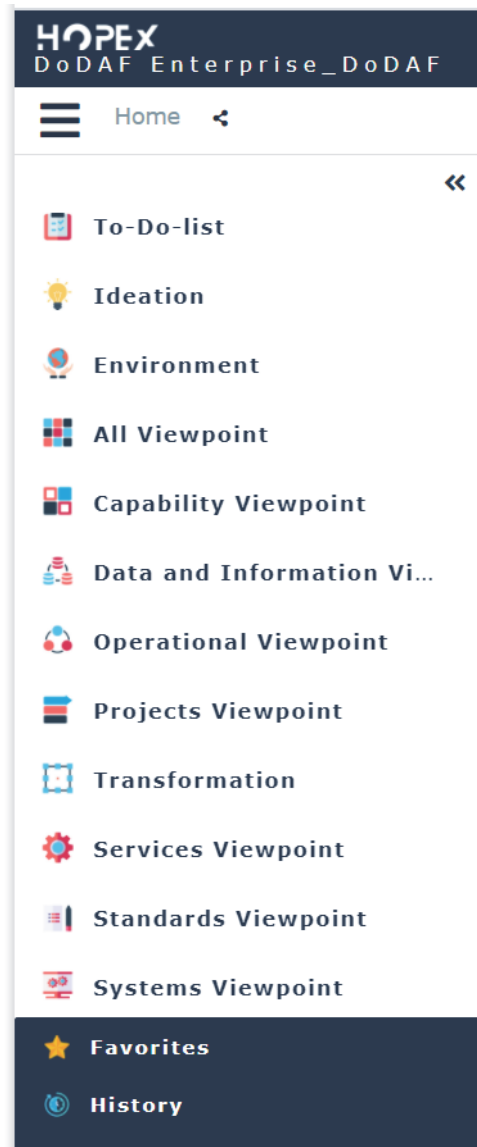 HOPEX
DoDAF Enterprise_DoDAF
Home
To-Do-list
Ideation
Environment
All Viewpoint
Capability Viewpoint
Data and Information Vi...
Operational Viewpoint
Projects Viewpoint
Transformation
Services Viewpoint
Standards Viewpoint
Systems Viewpoint
Favorites
History